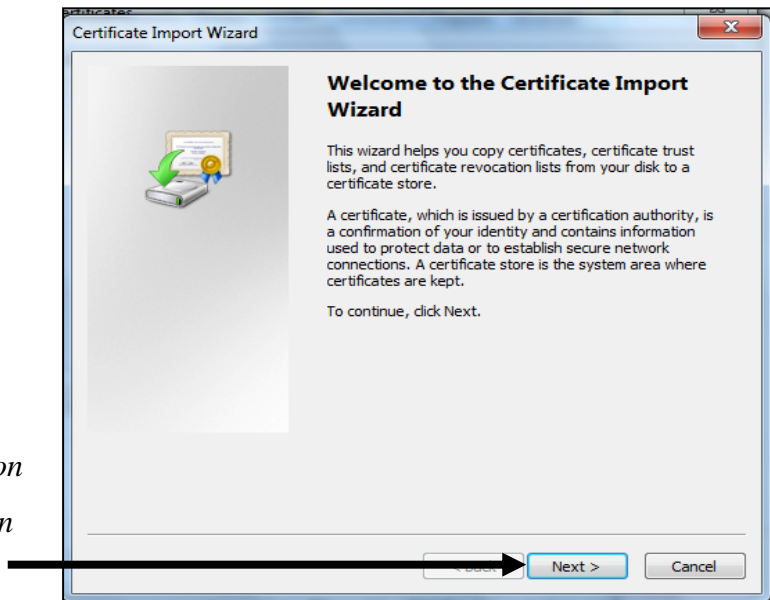 Certificate Import Wizard
Welcome to the Certificate Import
Wizard
This wizard helps you copy certificates, certificate trust
lists, and certificate revocation lists from your disk to a
certificate store.
A certificate, which is issued by a certification authority, is
a confirmation of your identity and contains information
used to protect data or to establish secure network
connections. A certificate store is the system area where
certificates are kept.
To continue, click Next.
on
n
Next >
Cancel